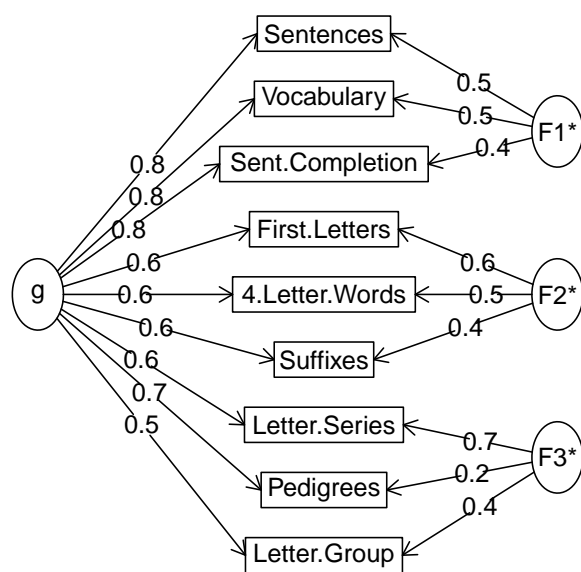 Sentences
0.5
Vocabulary
0.5
F1*
0.8
Sent.Completion
0.4
0.8
0.8
First.Letters
0.6
0.6
g
0.6
4.Letter.Words
0.5
F2*
0.6
Suffixes
0.4
0.6
0.7
Letter.Series
0.7
0.5
F3*
0.2
Pedigrees
0.4
Letter.Group